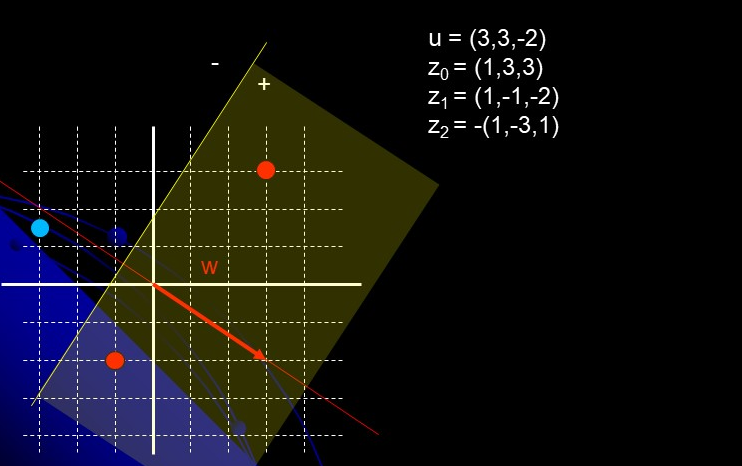 u = (3,3,-2)
z₀ = (1,3,3)
z₁ = (1,-1,-2)
z₂ = -(1,-3,1)
-
+
w